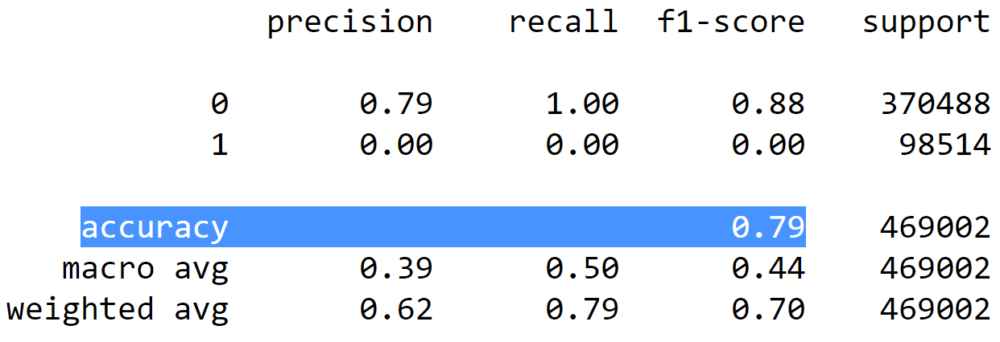 precision recall f1-score support
0 0.79 1.00 0.88 370488
1 0.00 0.00 0.00 98514
accuracy 0.79 469002
macro avg 0.39 0.50 0.44 469002
weighted avg 0.62 0.79 0.70 469002